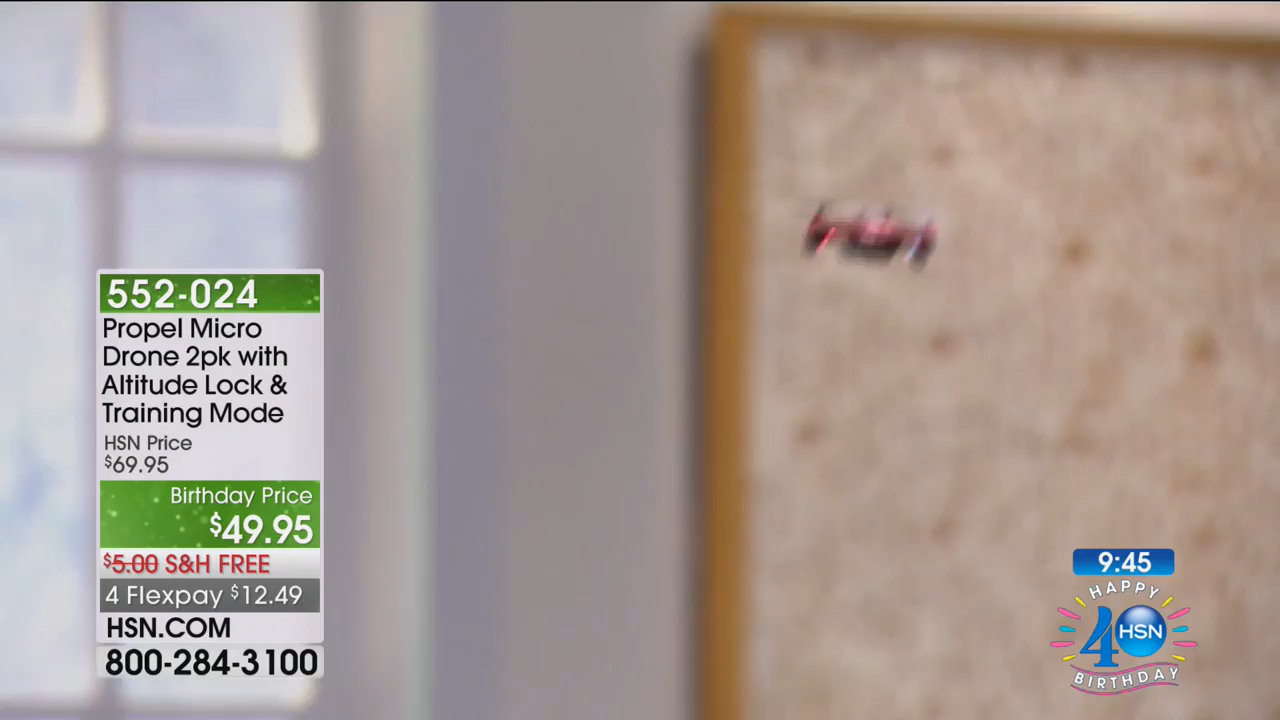 552-024
Propel Micro
Drone 2pk with
Altitude Lock &
Training Mode
HSN Price
$69.95
Birthday Price
$49.95
$5.00 S&H FREE
4 Flexpay $12.49
HSN.COM
800-284-3100
9:45
HAPPY
40 HSN
BIRTHDAY